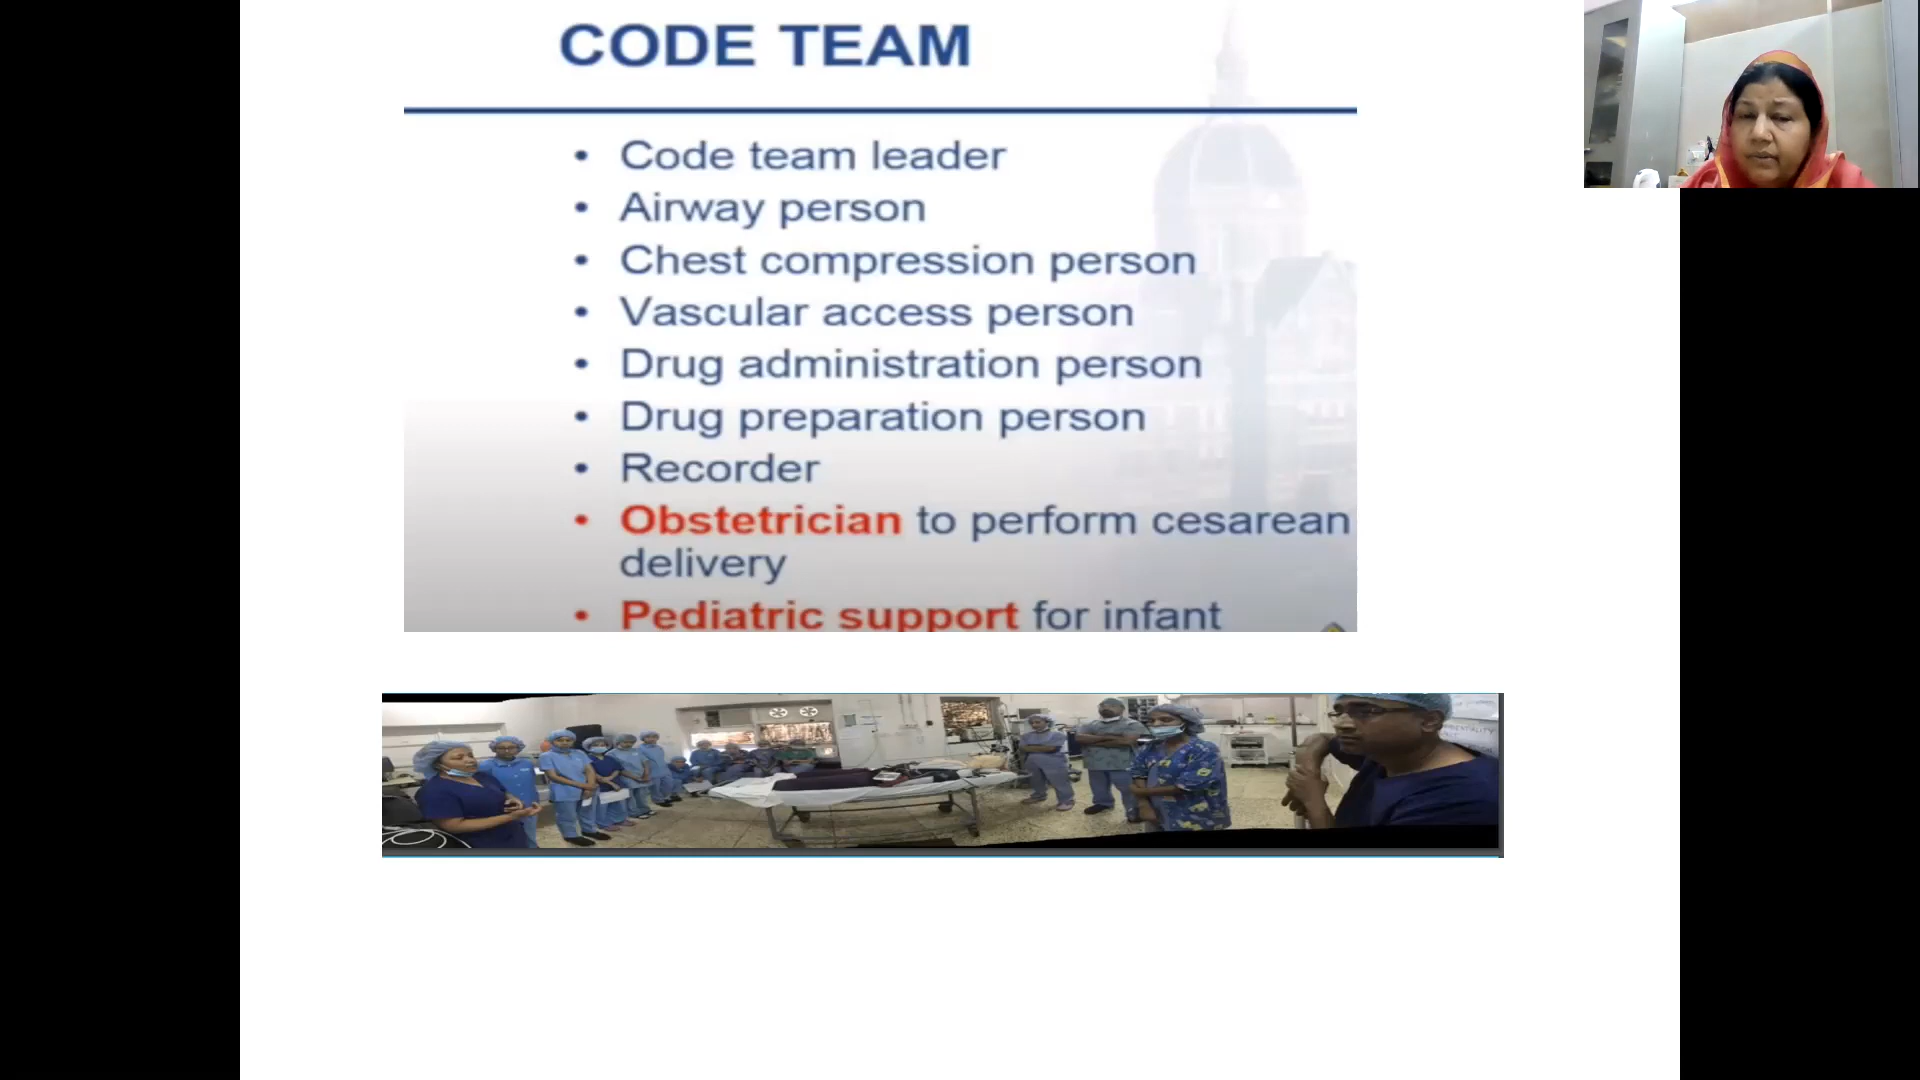 CODE TEAM
• Code team leader
• Airway person
• Chest compression person
• Vascular access person
• Drug administration person
• Drug preparation person
• Recorder
• Obstetrician to perform cesarean
delivery
• Pediatric support for infant